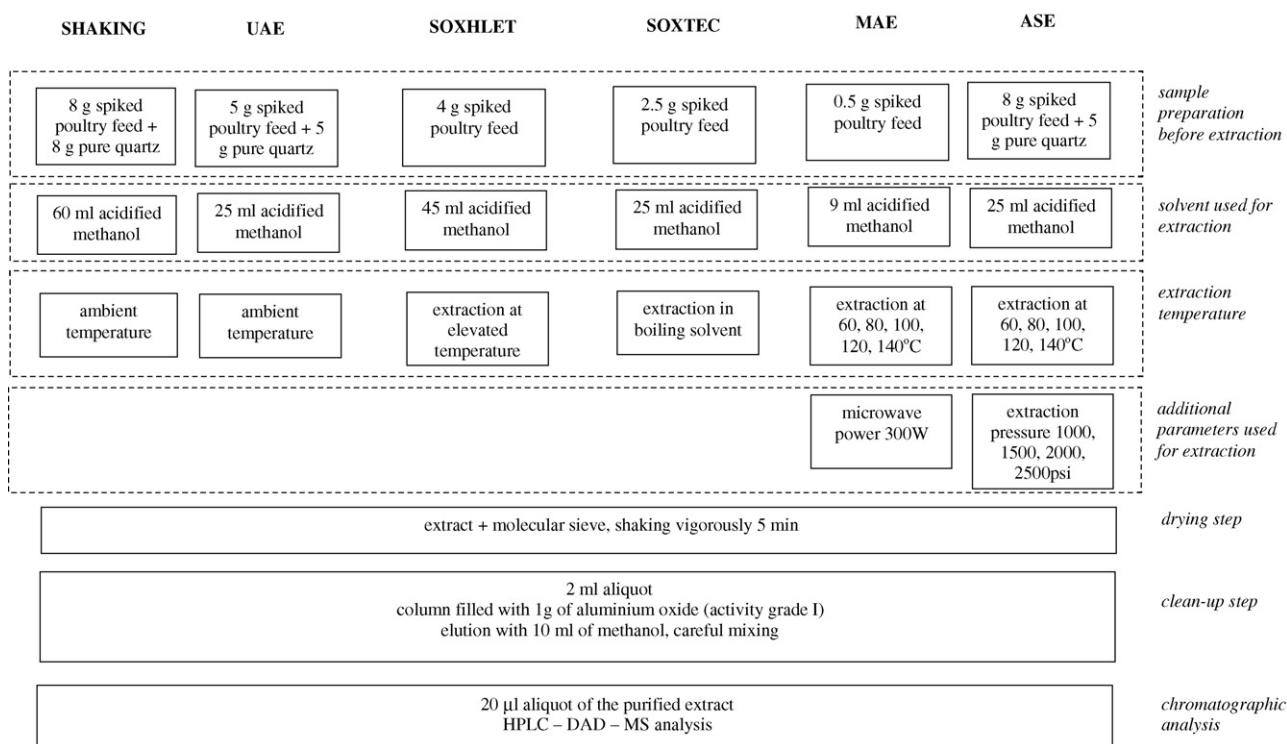 SHAKING
UAE
SOXHLET
SOXTEC
MAE
ASE
8 g spiked
poultry feed +
8 g pure quartz
5 g spiked
poultry feed + 5
g pure quartz
4 g spiked
poultry feed
2.5 g spiked
poultry feed
0.5 g spiked
poultry feed
8 g spiked
poultry feed + 5
g pure quartz
sample
preparation
before extraction
60 ml acidified
methanol
25 ml acidified
methanol
45 ml acidified
methanol
25 ml acidified
methanol
9 ml acidified
methanol
25 ml acidified
methanol
solvent used for
extraction
ambient
temperature
ambient
temperature
extraction at
elevated
temperature
extraction in
boiling solvent
extraction at
60, 80, 100,
120, 140°C
extraction at
60, 80, 100,
120, 140°C
extraction
temperature
microwave
power 300W
extraction
pressure 1000,
1500, 2000,
2500psi
additional
parameters used
for extraction
extract + molecular sieve, shaking vigorously 5 min
drying step
2 ml aliquot
column filled with 1g of aluminium oxide (activity grade I)
elution with 10 ml of methanol, careful mixing
clean-up step
20 µl aliquot of the purified extract
HPLC – DAD – MS analysis
chromatographic
analysis